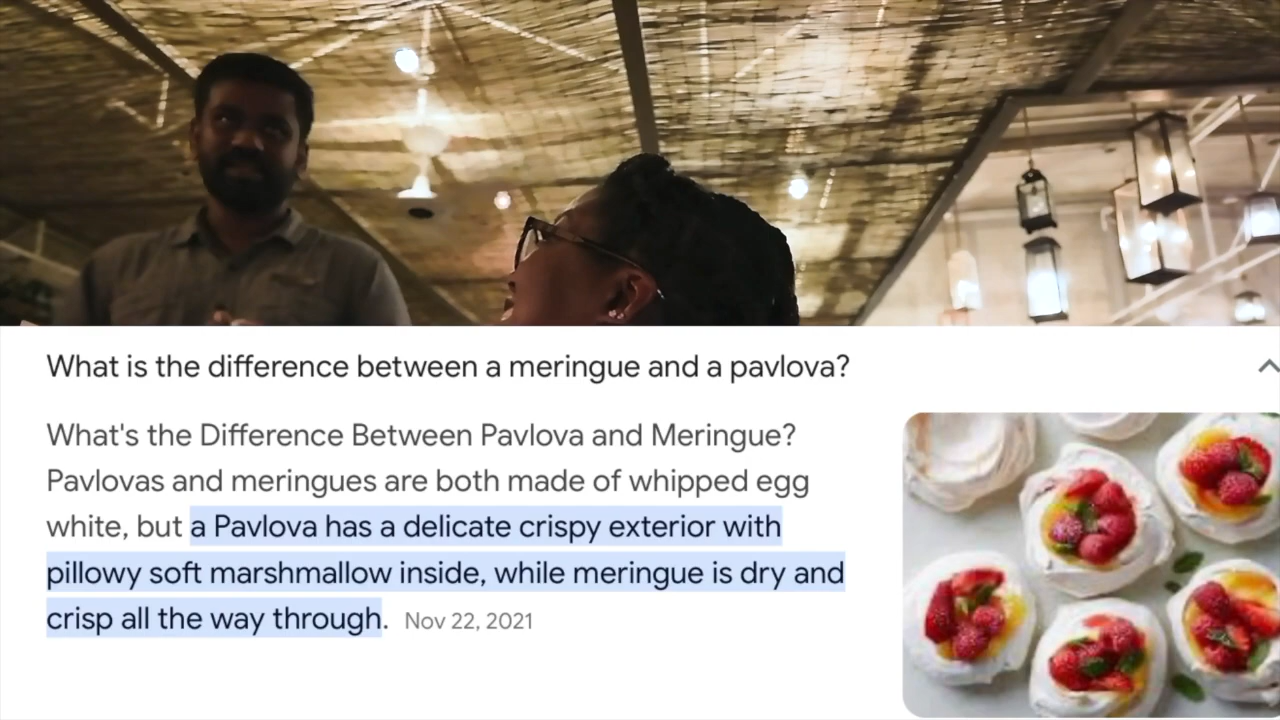 What is the difference between a meringue and a pavlova?
What's the Difference Between Pavlova and Meringue?
Pavlovas and meringues are both made of whipped egg
white, but a Pavlova has a delicate crispy exterior with
pillowy soft marshmallow inside, while meringue is dry and
crisp all the way through. Nov 22, 2021